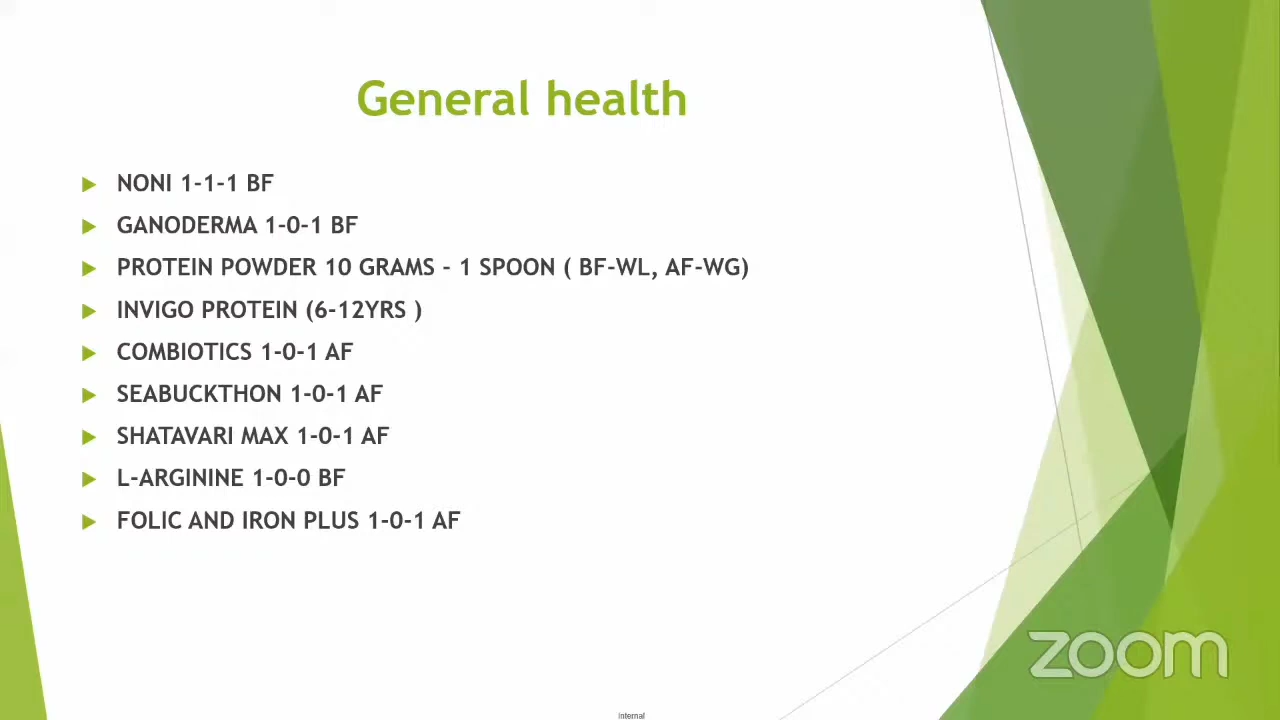 General health
NONI 1-1-1 BF
GANODERMA 1-0-1 BF
PROTEIN POWDER 10 GRAMS - 1 SPOON ( BF-WL, AF-WG)
INVIGO PROTEIN (6-12YRS )
COMBIOTICS 1-0-1 AF
SEABUCKTHON 1-0-1 AF
SHATAVARI MAX 1-0-1 AF
L-ARGININE 1-0-0 BF
FOLIC AND IRON PLUS 1-0-1 AF
zoom
internal